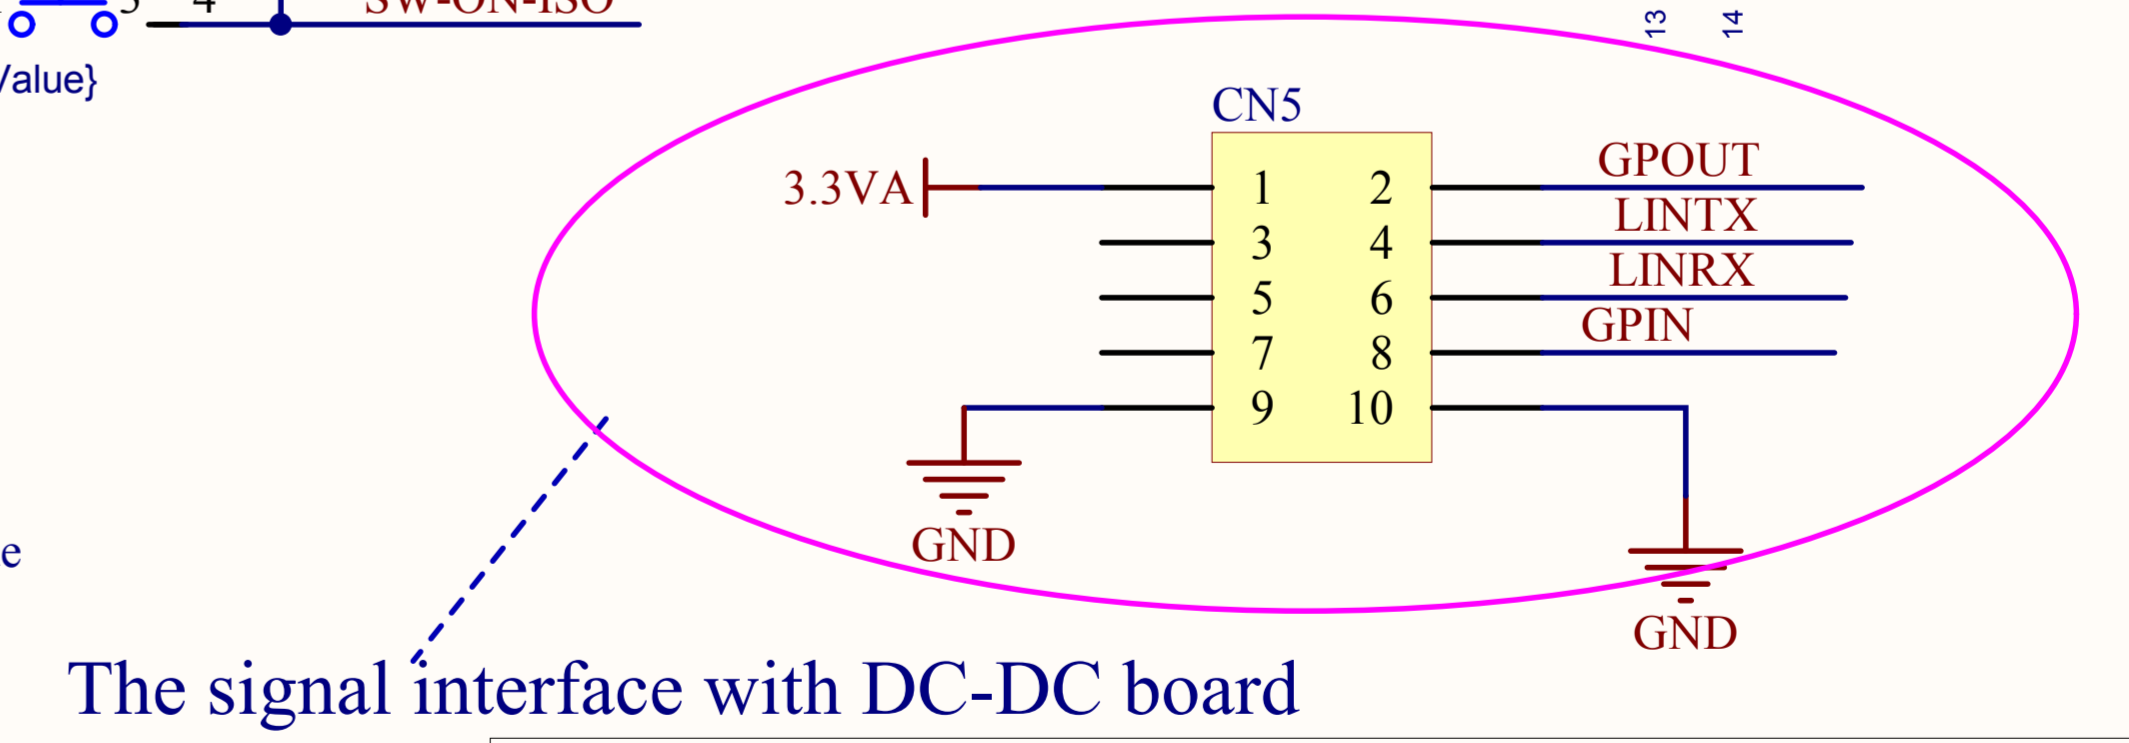 4 SW-ON-ISO
13 14
Value}
CN5
3.3VA 1 2 GPOUT
3 4 LINTX
5 6 LINRX
7 8 GPIN
9 10
GND
GND
e
The signal interface with DC-DC board